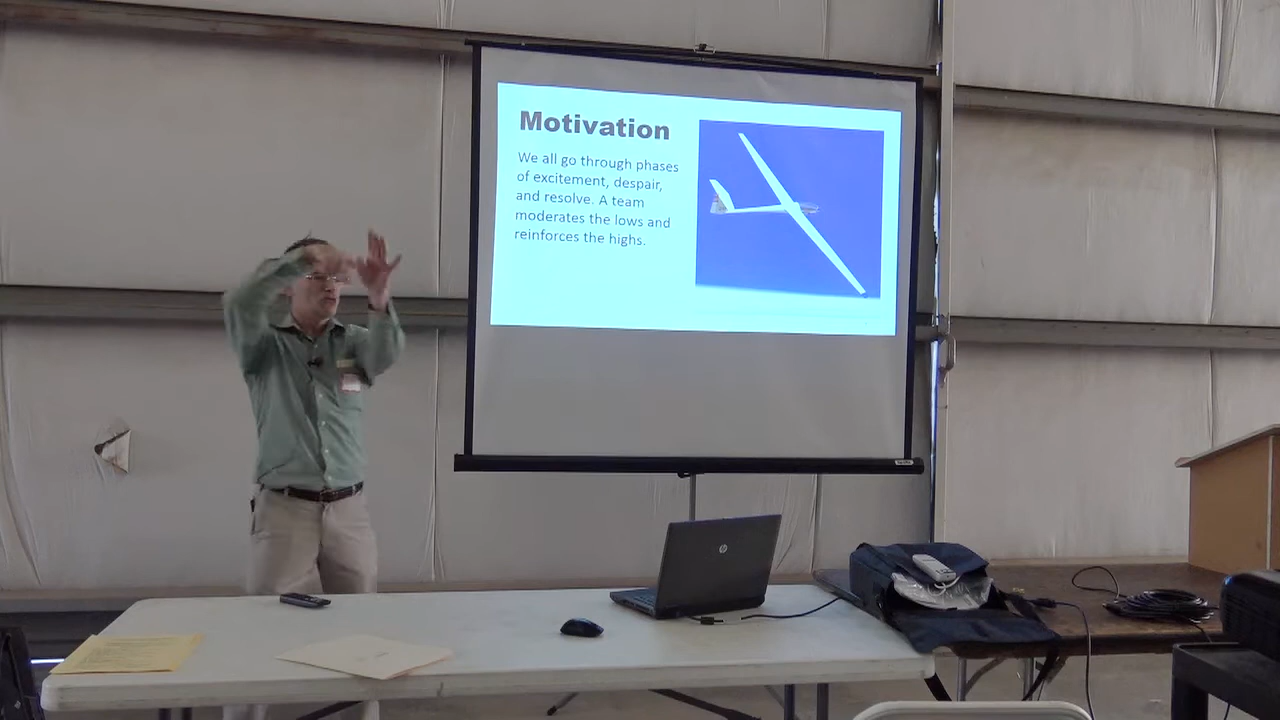 Motivation
We all go through phases
of excitement, despair,
and resolve. A team
moderates the lows and
reinforces the highs.
hp